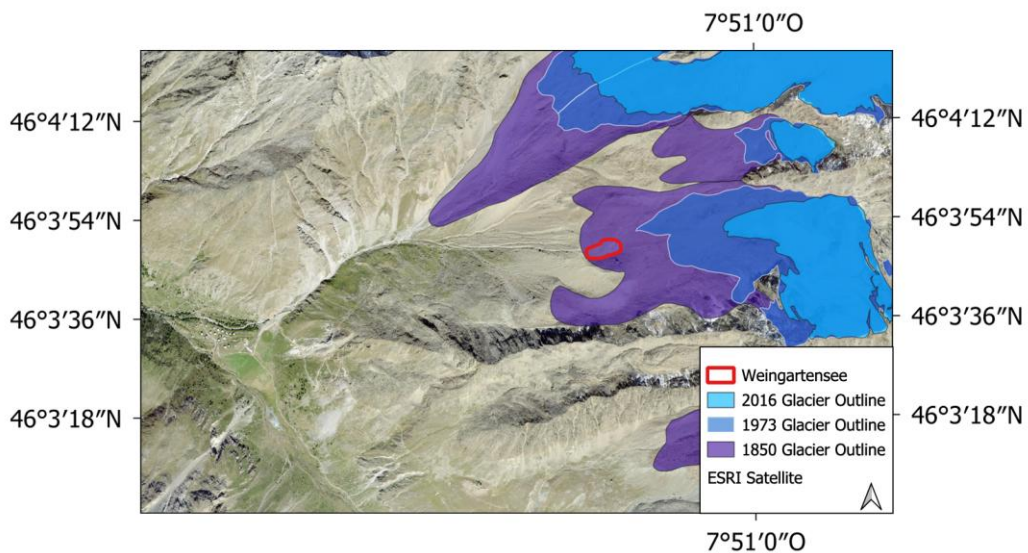 7°51′0″O
46°4′12″N
46°4′12″N
46°3′54″N
46°3′54″N
46°3′36″N
46°3′36″N
46°3′18″N
46°3′18″N
Weingartensee
2016 Glacier Outline
1973 Glacier Outline
1850 Glacier Outline
ESRI Satellite
7°51′0″O